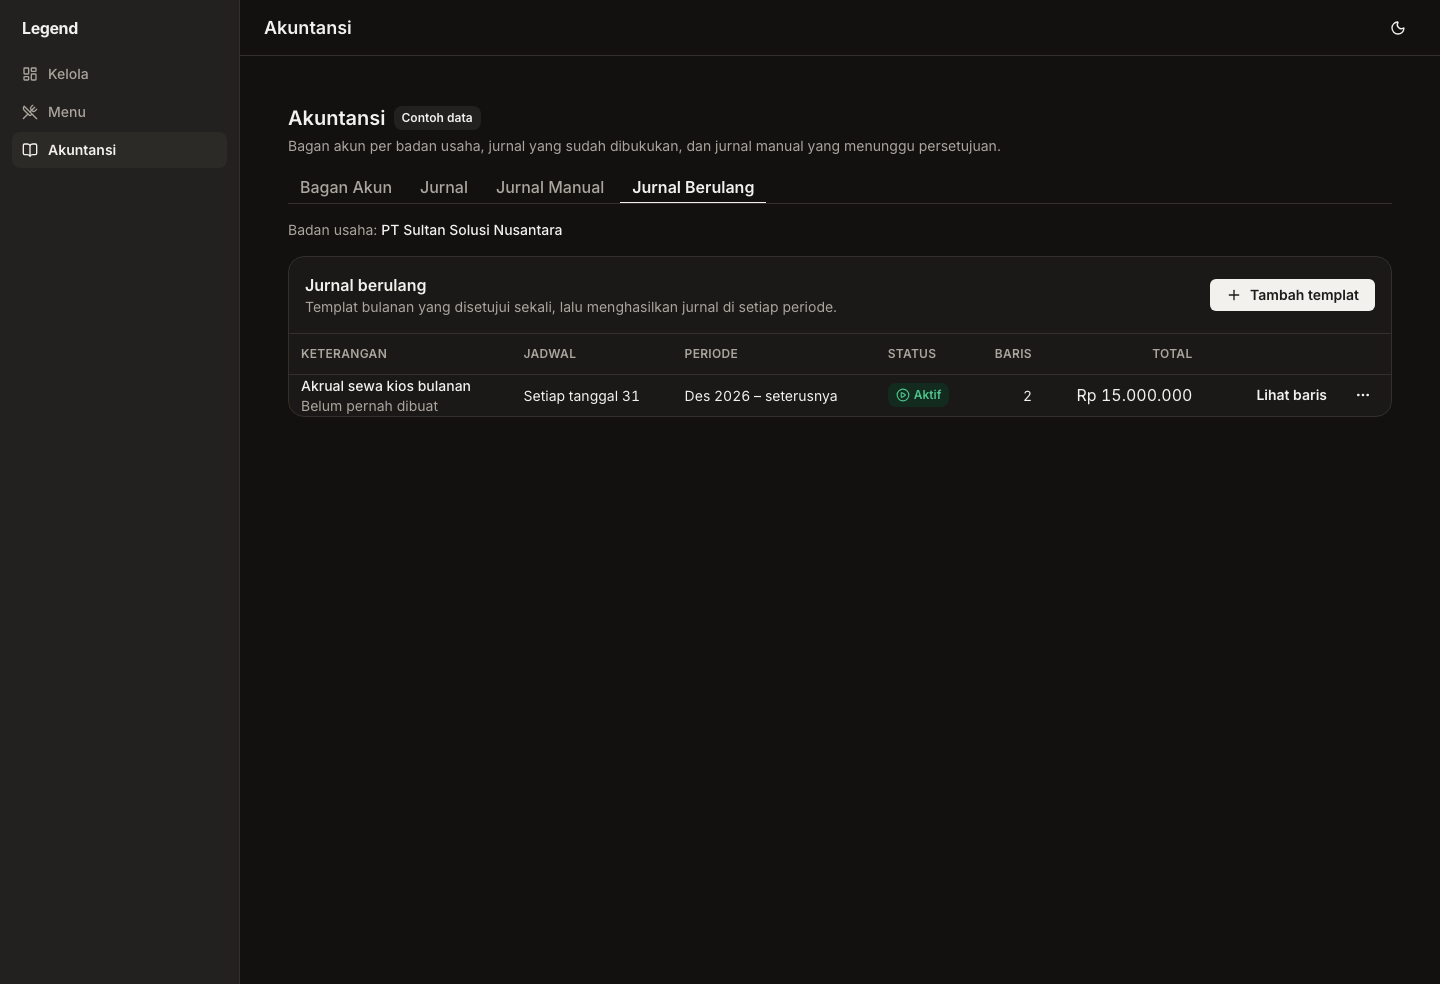 Legend
Akuntansi
Kelola
Menu
Akuntansi
Akuntansi Contoh data
Bagan akun per badan usaha, jurnal yang sudah dibukukan, dan jurnal manual yang menunggu persetujuan.
Bagan Akun Jurnal Jurnal Manual Jurnal Berulang
Badan usaha: PT Sultan Solusi Nusantara
Jurnal berulang
Templat bulanan yang disetujui sekali, lalu menghasilkan jurnal di setiap periode.
Tambah templat
KETERANGAN JADWAL PERIODE STATUS BARIS TOTAL
Akrual sewa kios bulanan Setiap tanggal 31 Des 2026 – seterusnya Aktif 2 Rp 15.000.000 Lihat baris
Belum pernah dibuat